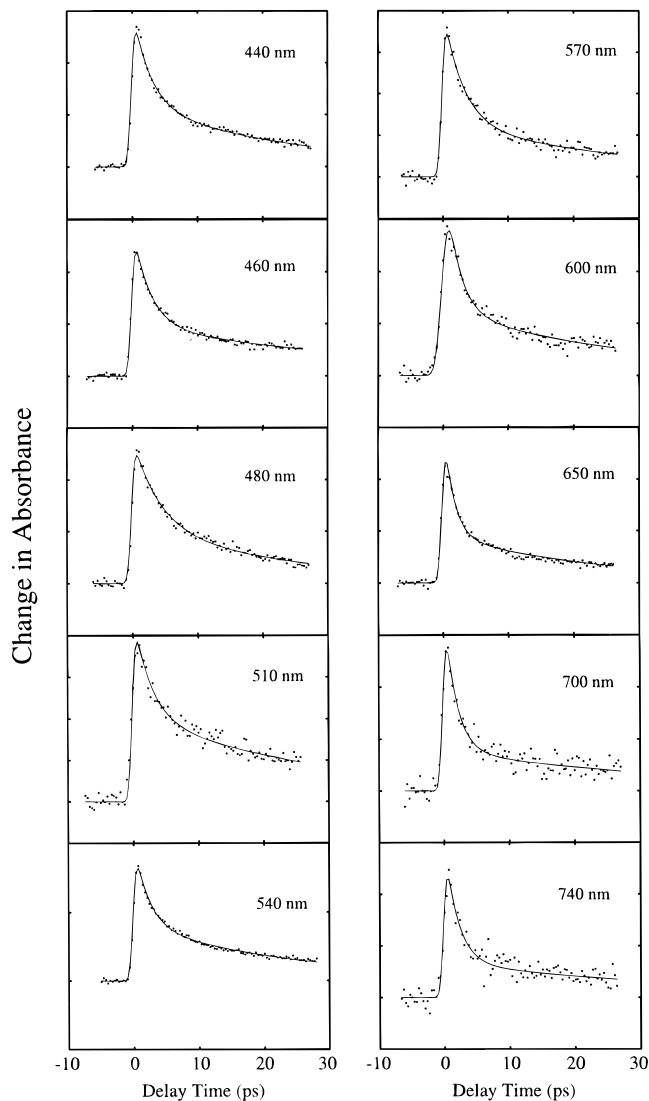 Change in Absorbance
440 nm
460 nm
480 nm
510 nm
540 nm
-10 0 10 20 30
Delay Time (ps)
570 nm
600 nm
650 nm
700 nm
740 nm
-10 0 10 20 30
Delay Time (ps)